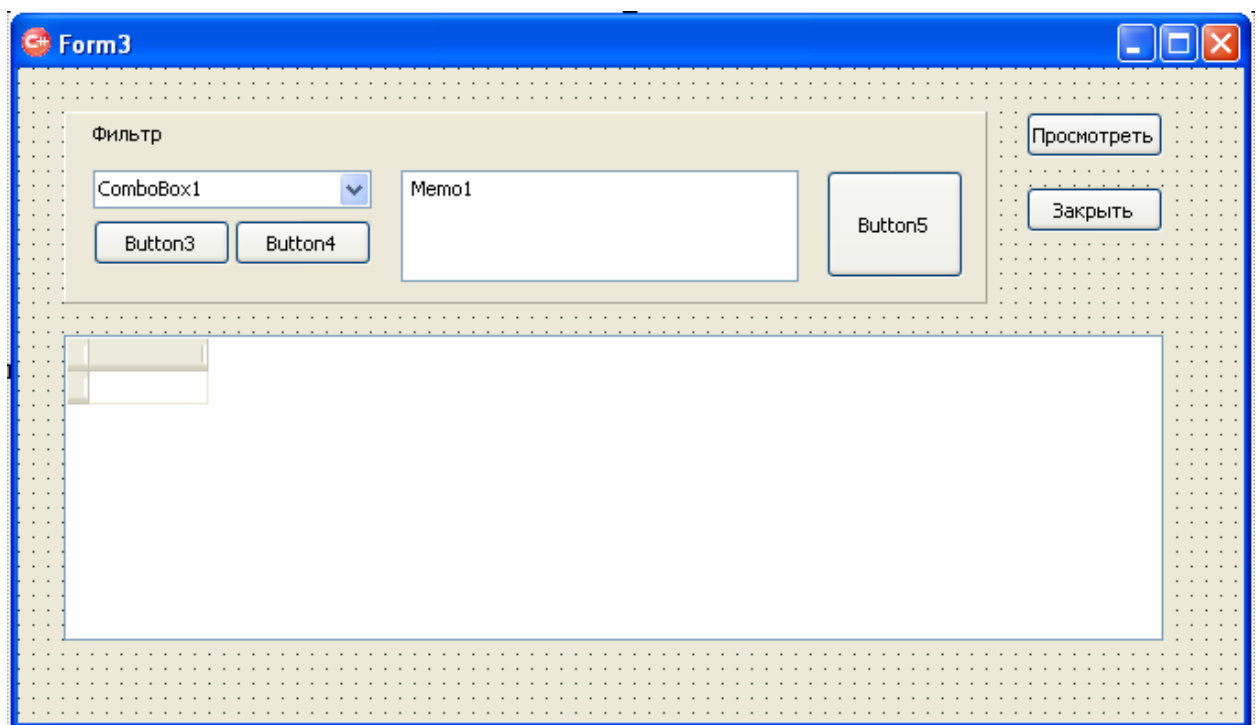 Form3
Фильтр
Просмотреть
ComboBox1
Memo1
Button5
Закрыть
Button3
Button4